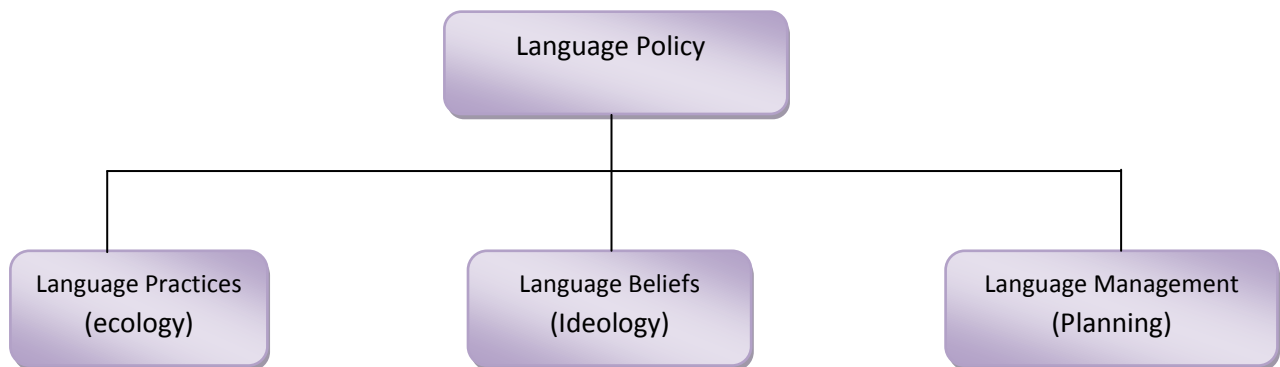 Language Policy
Language Practices
(ecology)
Language Beliefs
(Ideology)
Language Management
(Planning)